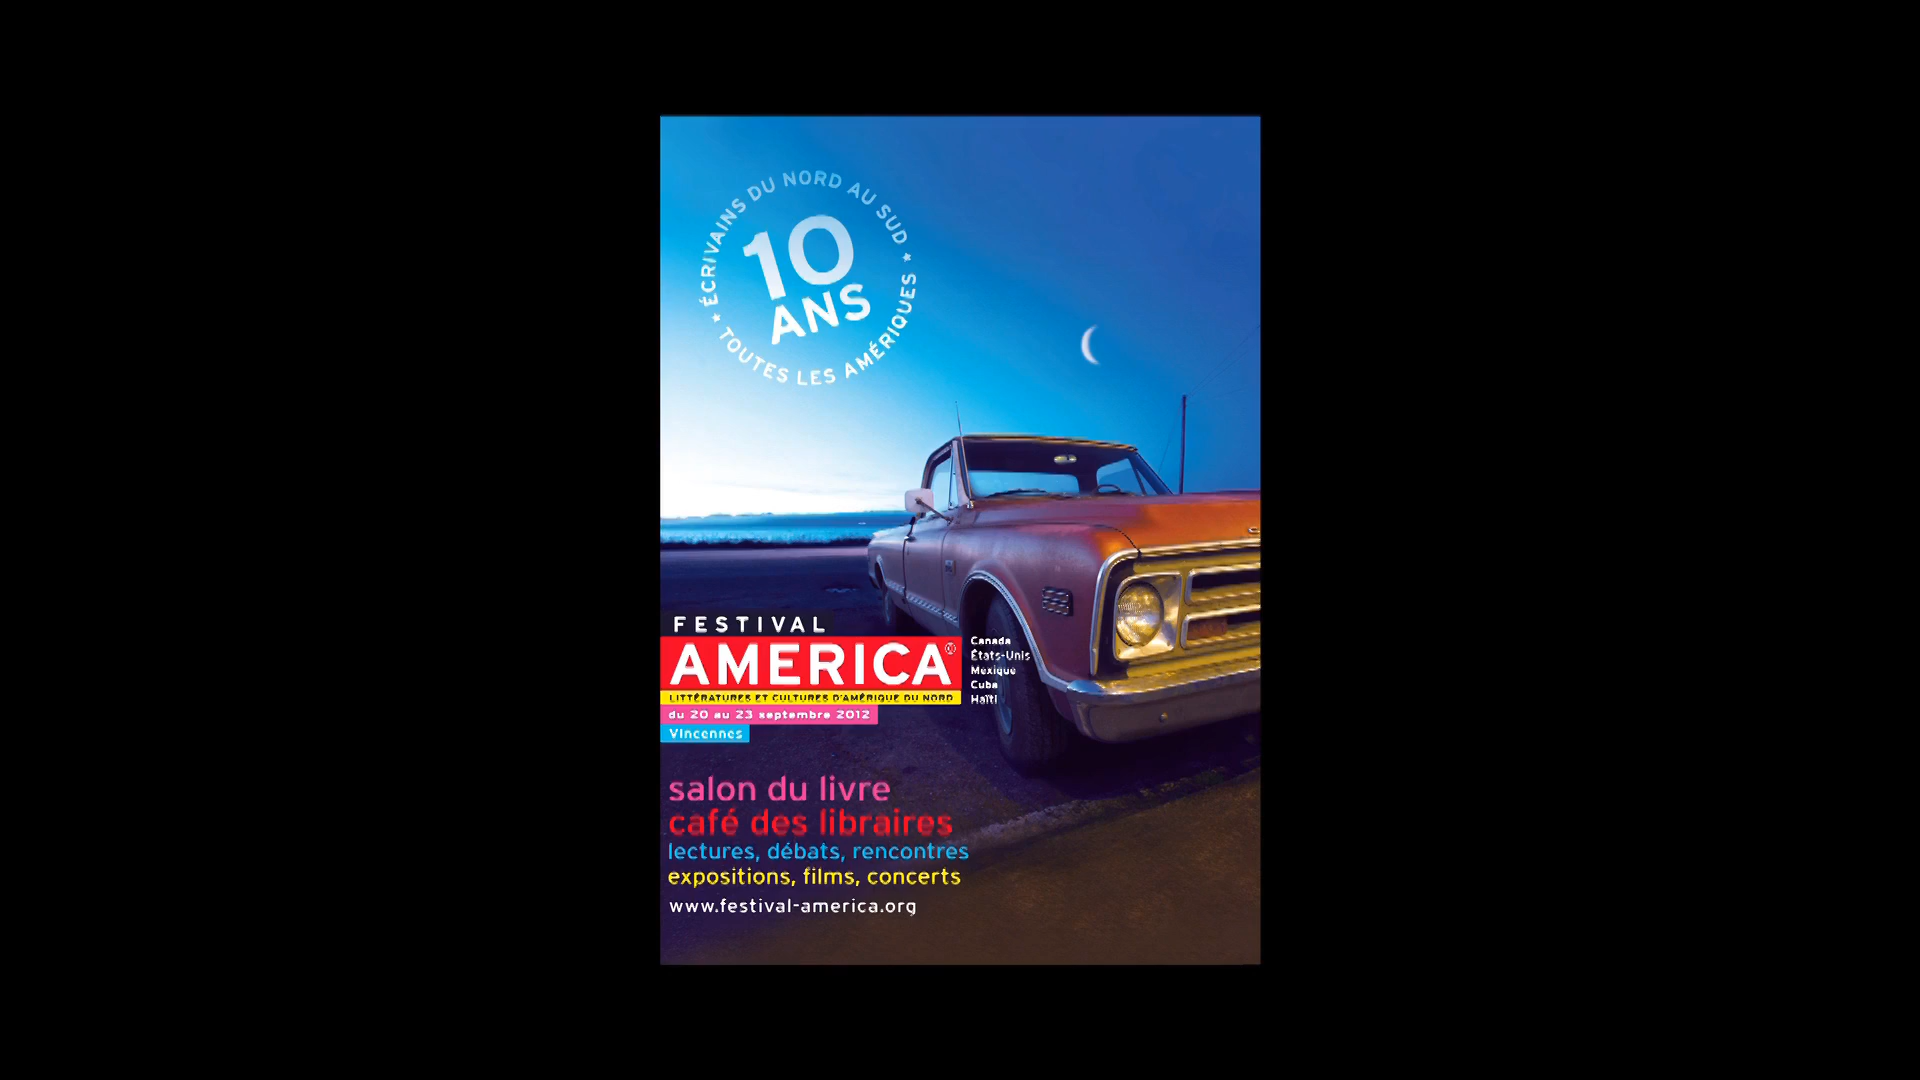 ÉCRIVAINS DU NORD AU SUD ★
10
ANS
★ TOUTES LES AMÉRIQUES
FESTIVAL
AMERICA®
LITTÉRATURES ET CULTURES D'AMÉRIQUE DU NORD
du 20 au 23 septembre 2012
Vincennes
Canada
États-Unis
Mexique
Cuba
Haïti
salon du livre
café des libraires
lectures, débats, rencontres
expositions, films, concerts
www.festival-america.org